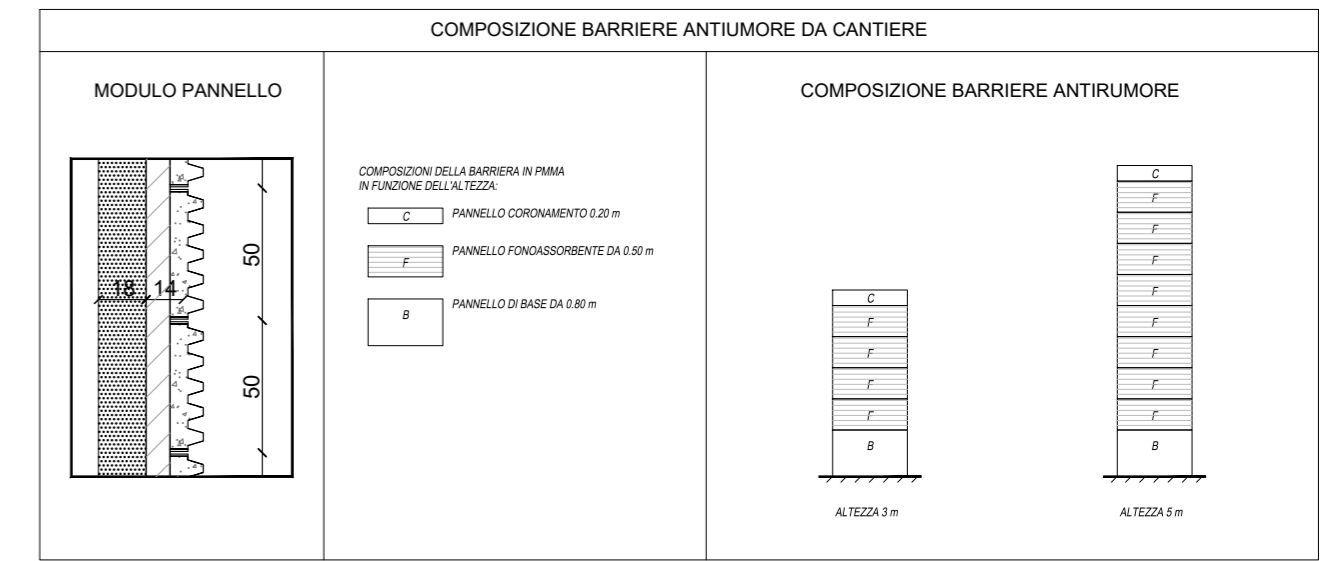 COMPOSIZIONE BARRIERE ANTIUMORE DA CANTIERE
MODULO PANNELLO
18
14
50
50
COMPOSIZIONI DELLA BARRIERA IN PMMA
IN FUNZIONE DELL'ALTEZZA:
C PANNELLO CORONAMENTO 0.20 m
F PANNELLO FONOASSORBENTE DA 0.50 m
B PANNELLO DI BASE DA 0.80 m
COMPOSIZIONE BARRIERE ANTIRUMORE
C
F
F
F
F
B
ALTEZZA 3 m
C
F
F
F
F
F
F
F
F
B
ALTEZZA 5 m